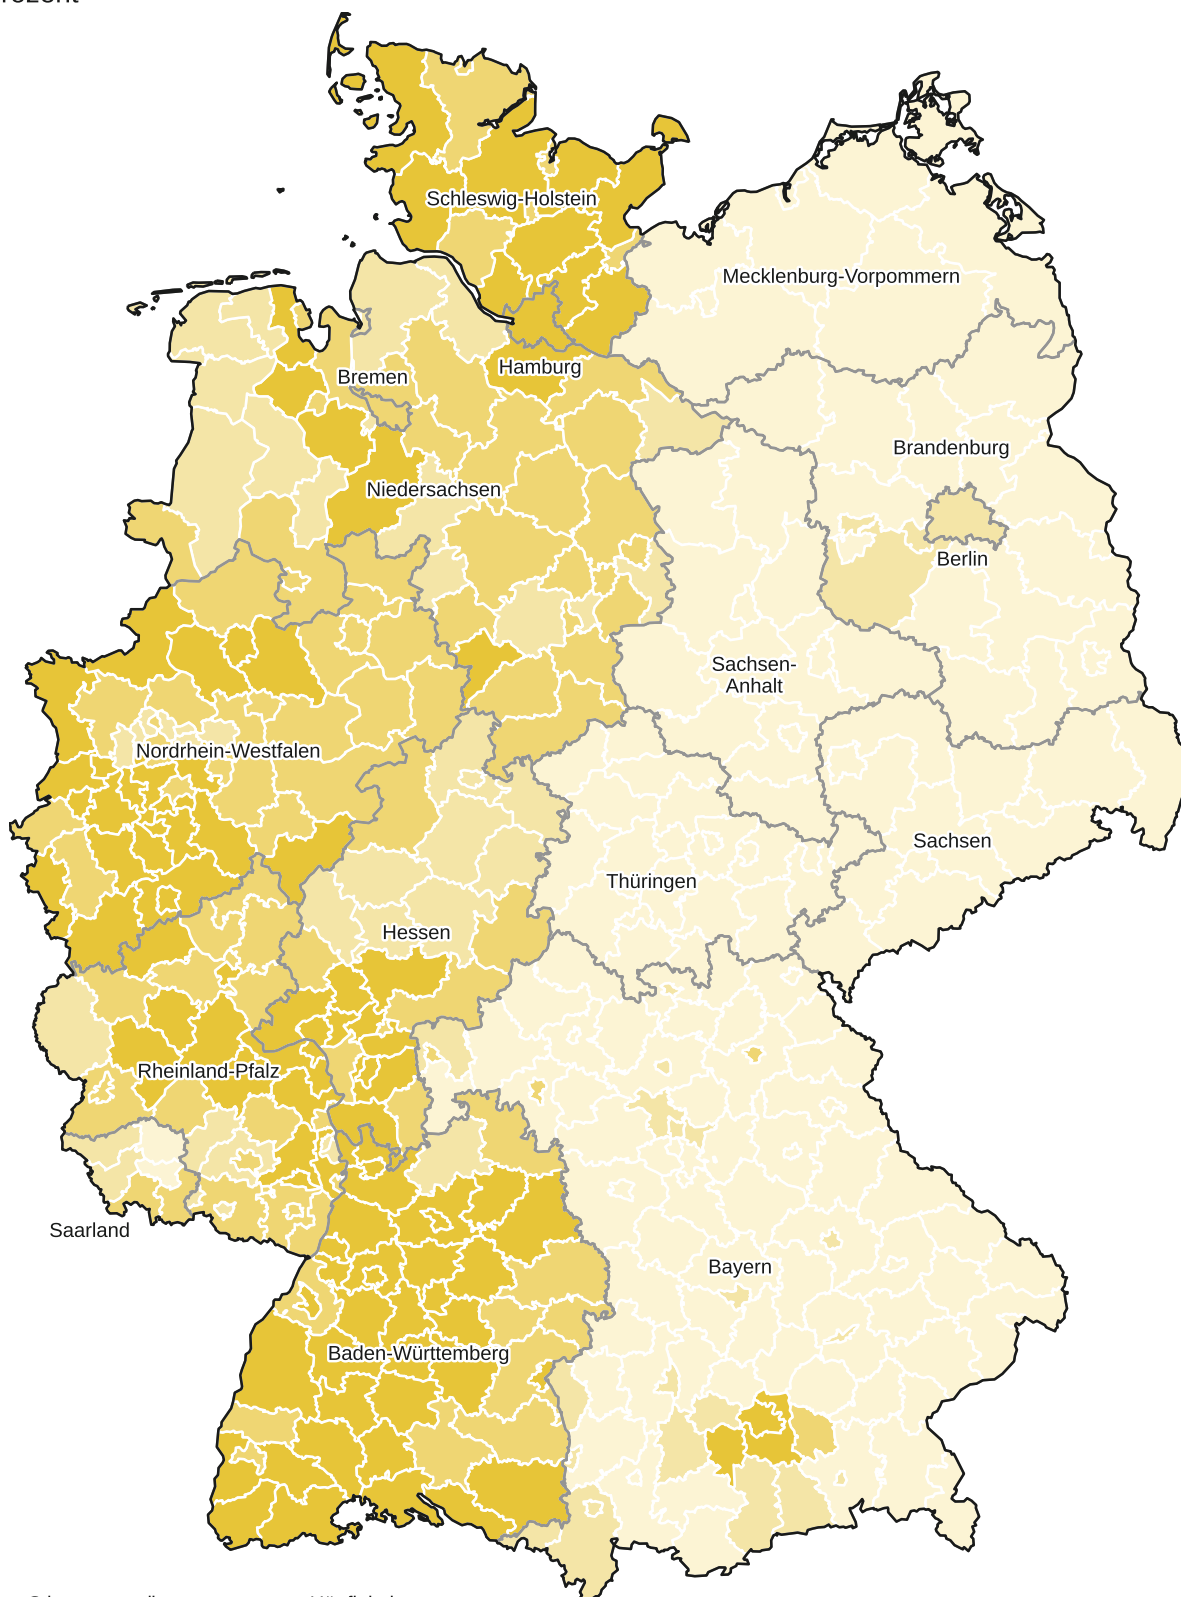 Schleswig-Holstein
Mecklenburg-Vorpommern
Hamburg
Bremen
Brandenburg
Niedersachsen
Berlin
Sachsen-
Anhalt
Nordrhein-Westfalen
Sachsen
Thüringen
Hessen
Rheinland-Pfalz
Saarland
Bayern
Baden-Württemberg